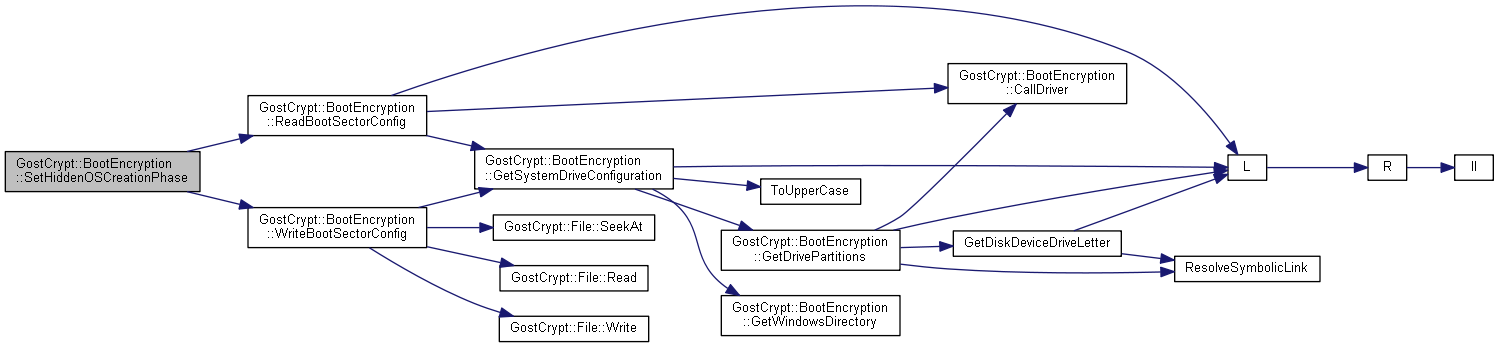 GostCrypt::BootEncryption
::SetHiddenOSCreationPhase
GostCrypt::BootEncryption
::ReadBootSectorConfig
GostCrypt::BootEncryption
::WriteBootSectorConfig
GostCrypt::BootEncryption
::GetSystemDriveConfiguration
GostCrypt::File::SeekAt
GostCrypt::File::Read
GostCrypt::File::Write
ToUpperCase
GostCrypt::BootEncryption
::GetDrivePartitions
GostCrypt::BootEncryption
::GetWindowsDirectory
GostCrypt::BootEncryption
::CallDriver
GetDiskDeviceDriveLetter
L
ResolveSymbolicLink
R
II